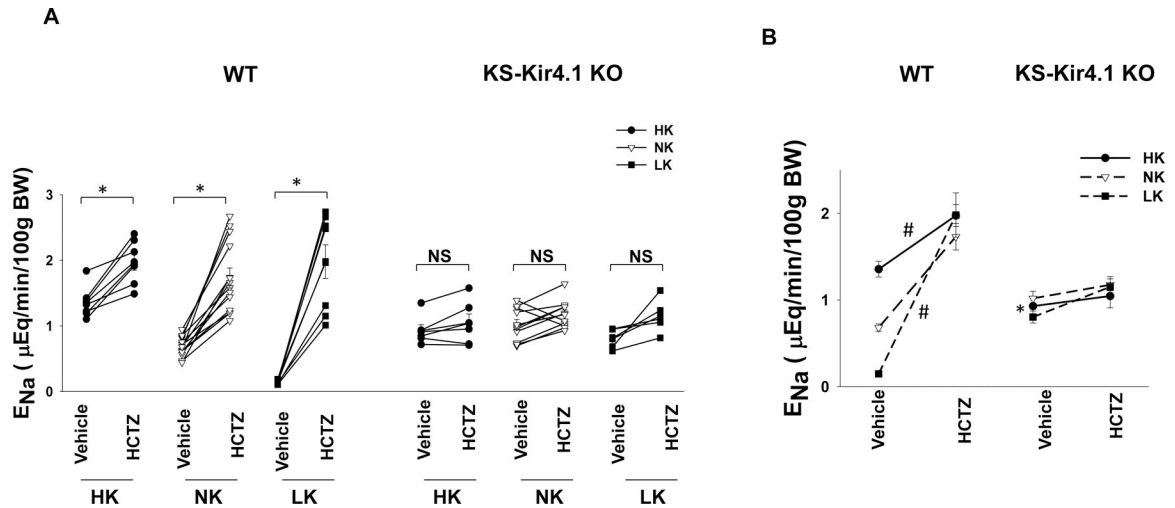 A
WT
KS-Kir4.1 KO
HK
NK
LK
E_Na ( μEq/min/100g BW)
3
2
1
0
*
*
*
NS
NS
NS
Vehicle
HCTZ
Vehicle
HCTZ
Vehicle
HCTZ
Vehicle
HCTZ
Vehicle
HCTZ
Vehicle
HCTZ
HK
NK
LK
HK
NK
LK
B
WT
KS-Kir4.1 KO
HK
NK
LK
E_Na ( μEq/min/100g BW)
2
1
0
#
#
*
Vehicle
HCTZ
Vehicle
HCTZ